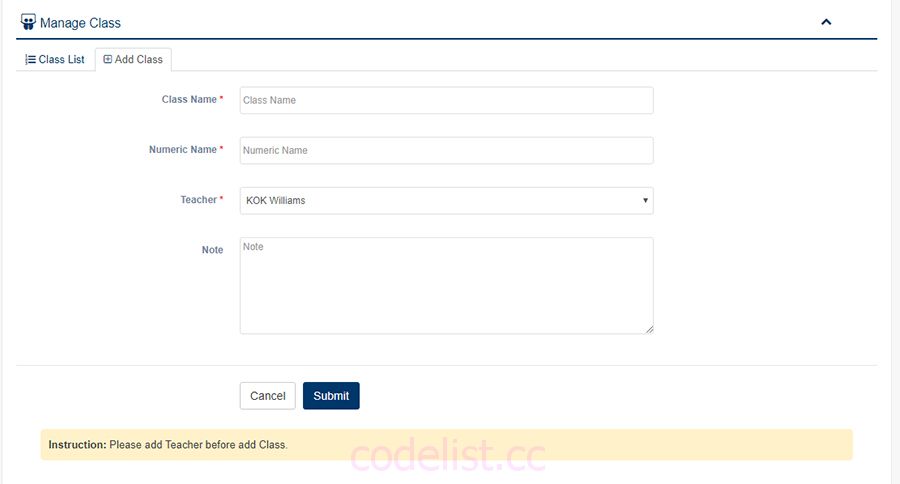 Manage Class
Class List
Add Class
Class Name *
Class Name
Numeric Name *
Numeric Name
Teacher *
KOK Williams
Note
Note
Cancel
Submit
Instruction: Please add Teacher before add Class.
codelist.cc